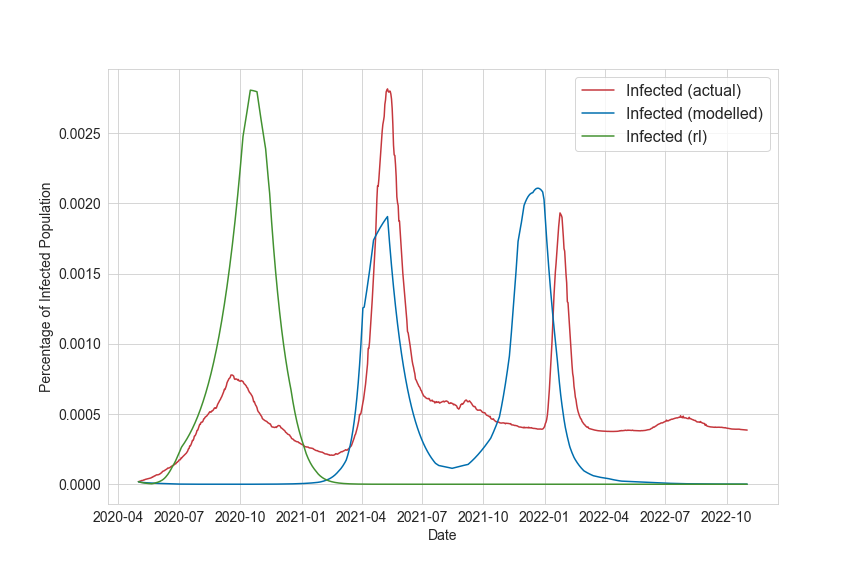 Infected (actual)
Infected (modelled)
Infected (rl)
Percentage of Infected Population
0.0025
0.0020
0.0015
0.0010
0.0005
0.0000
2020-04 2020-07 2020-10 2021-01 2021-04 2021-07 2021-10 2022-01 2022-04 2022-07 2022-10
Date